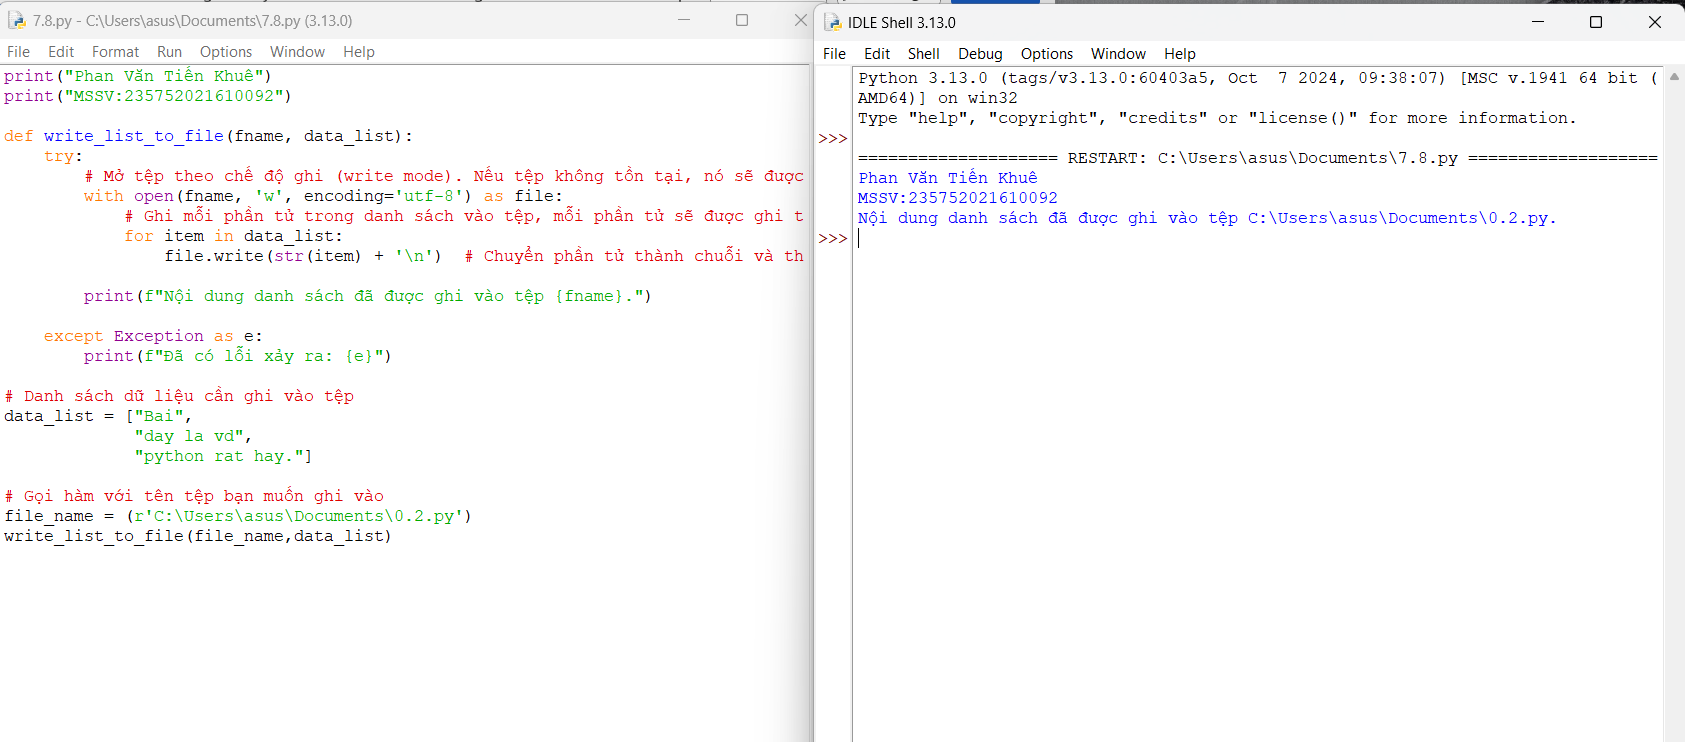 7.8.py - C:\Users\asus\Documents\7.8.py (3.13.0)
File Edit Format Run Options Window Help
print("Phan Văn Tiến Khuê")
print("MSSV:235752021610092")
def write_list_to_file(fname, data_list):
    try:
        # Mở tệp theo chế độ ghi (write mode). Nếu tệp không tồn tại, nó sẽ được
        with open(fname, 'w', encoding='utf-8') as file:
            # Ghi mỗi phần tử trong danh sách vào tệp, mỗi phần tử sẽ được ghi t
            for item in data_list:
                file.write(str(item) + '\n')  # Chuyển phần tử thành chuỗi và th
        print(f"Nội dung danh sách đã được ghi vào tệp {fname}.")
    except Exception as e:
        print(f"Đã có lỗi xảy ra: {e}")
# Danh sách dữ liệu cần ghi vào tệp
data_list = ["Bai",
             "day la vd",
             "python rat hay."]
# Gọi hàm với tên tệp bạn muốn ghi vào
file_name = (r'C:\Users\asus\Documents\0.2.py')
write_list_to_file(file_name,data_list)
IDLE Shell 3.13.0
File Edit Shell Debug Options Window Help
Python 3.13.0 (tags/v3.13.0:60403a5, Oct  7 2024, 09:38:07) [MSC v.1941 64 bit (
AMD64)] on win32
Type "help", "copyright", "credits" or "license()" for more information.
>>>
==================== RESTART: C:\Users\asus\Documents\7.8.py ===================
Phan Văn Tiến Khuê
MSSV:235752021610092
Nội dung danh sách đã được ghi vào tệp C:\Users\asus\Documents\0.2.py.
>>>